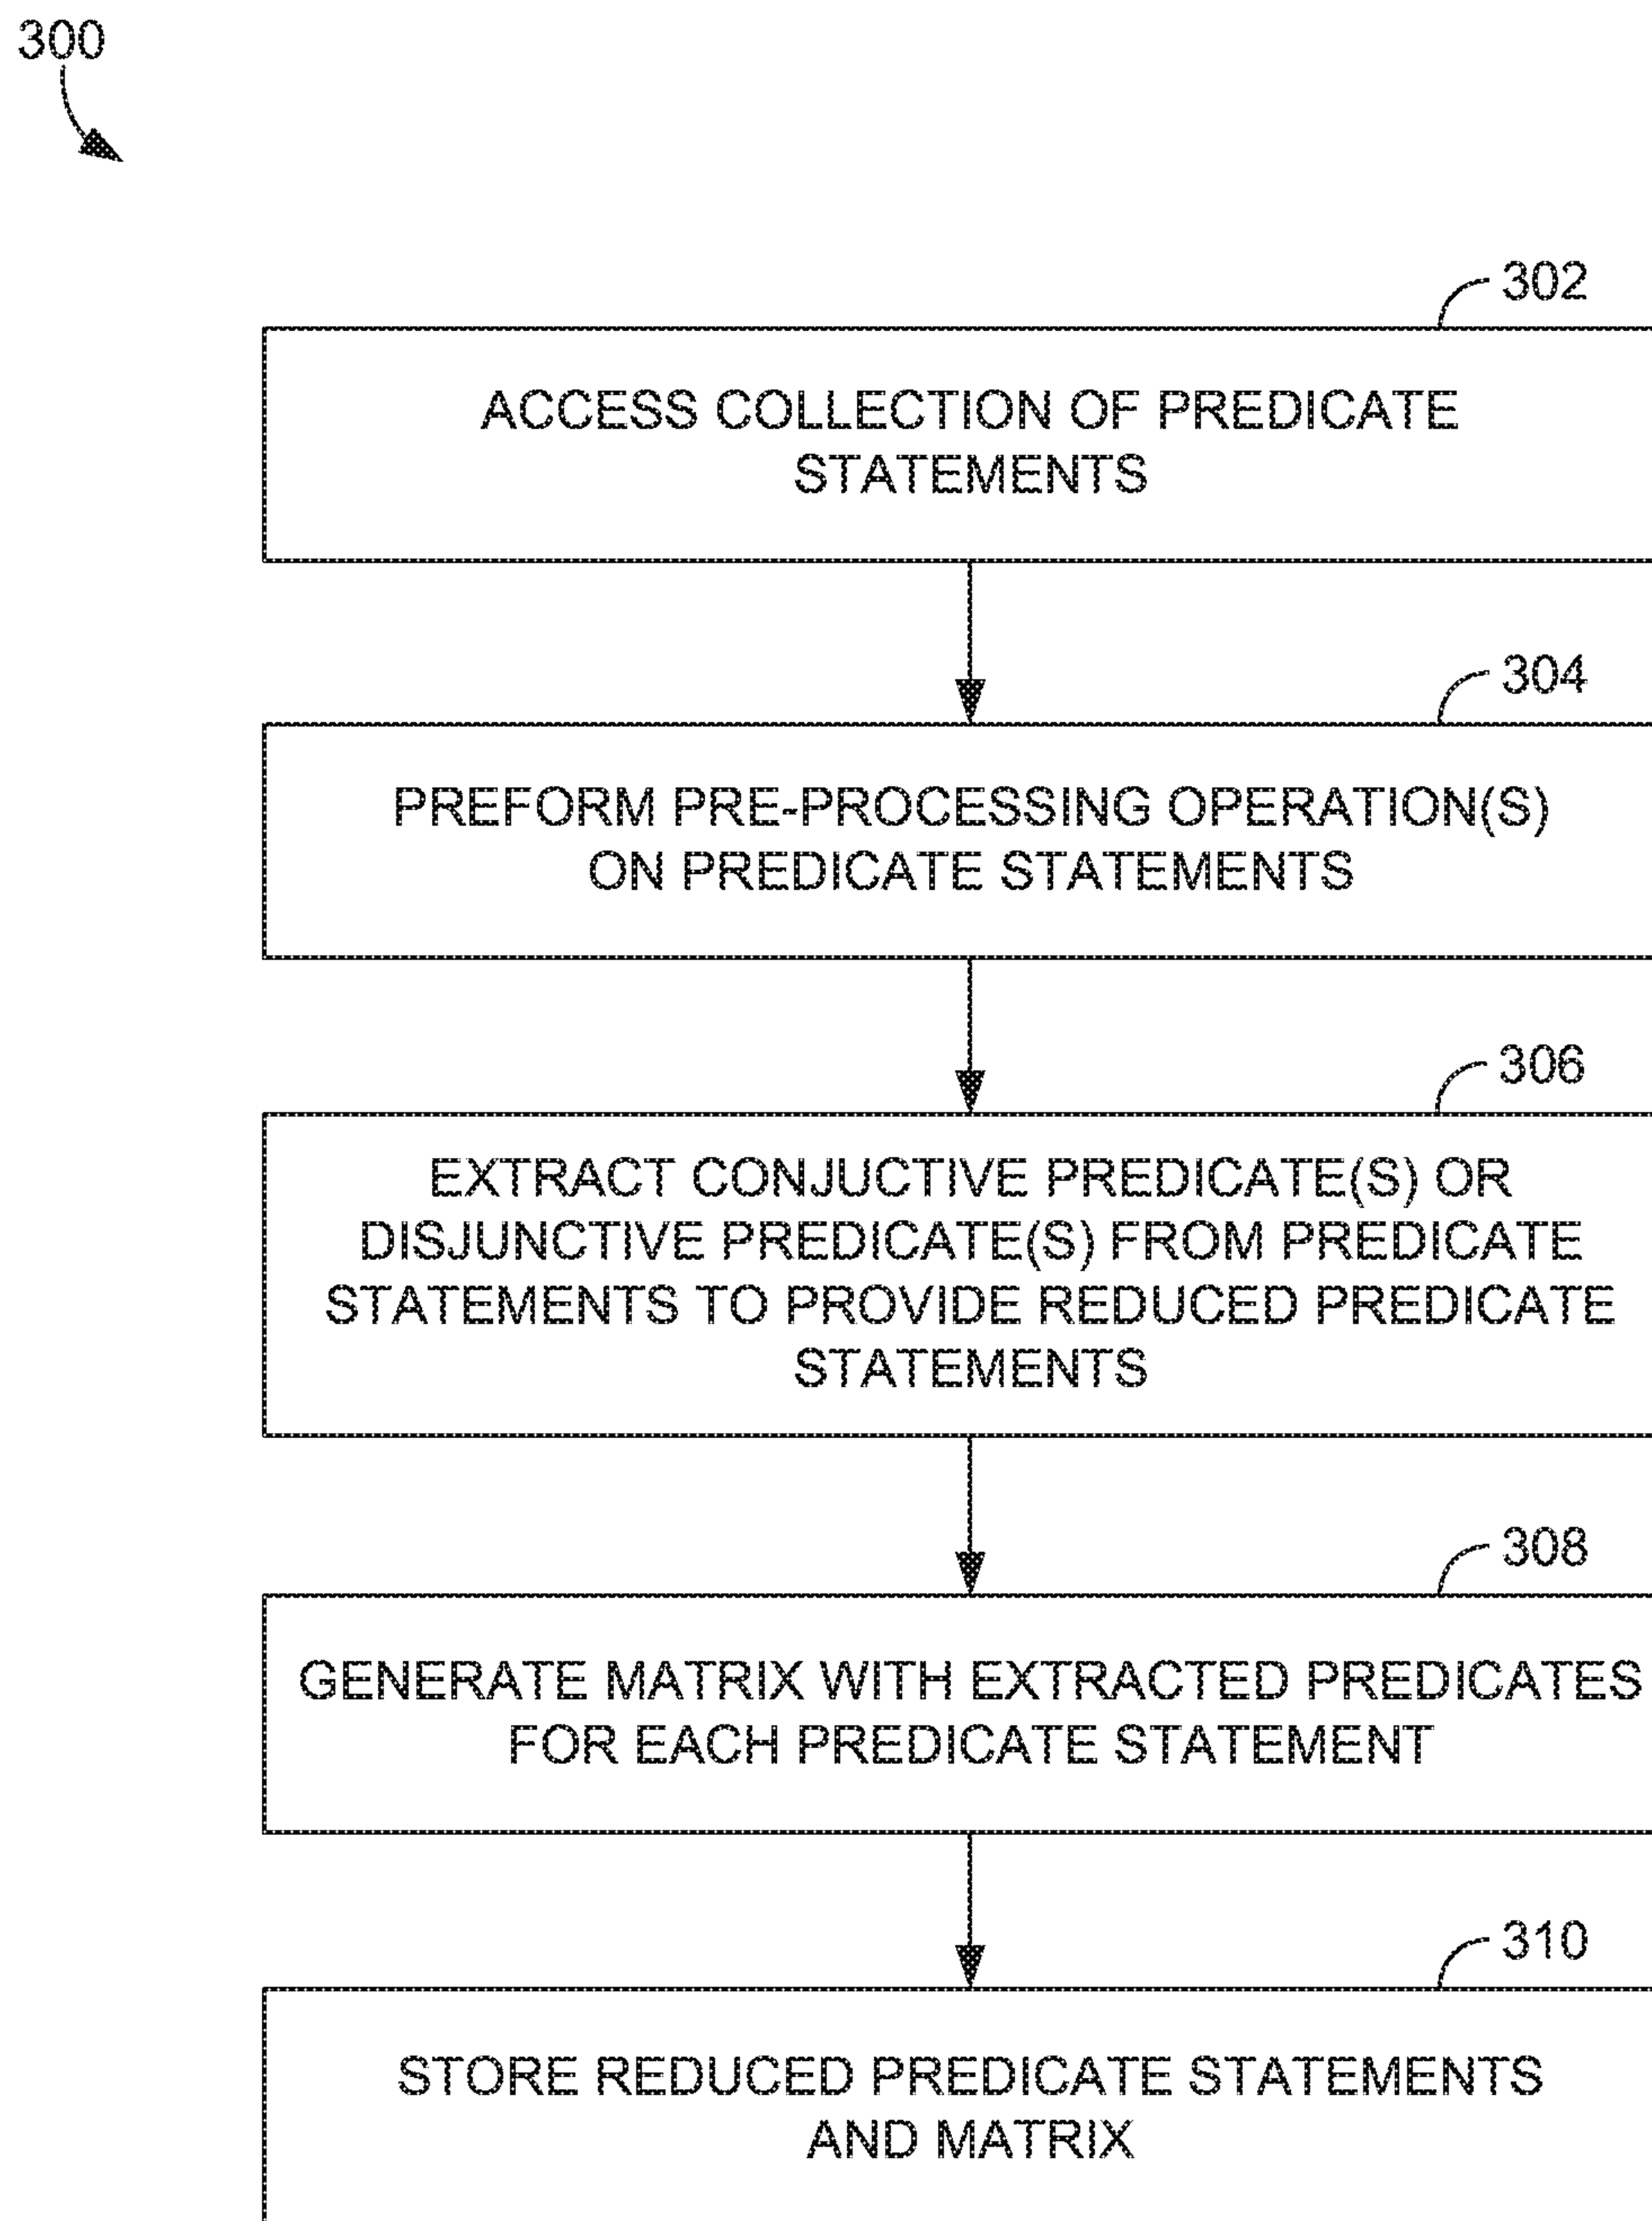 300
302
ACCESS COLLECTION OF PREDICATE
STATEMENTS
304
PREFORM PRE-PROCESSING OPERATION(S)
ON PREDICATE STATEMENTS
306
EXTRACT CONJUCTIVE PREDICATE(S) OR
DISJUNCTIVE PREDICATE(S) FROM PREDICATE
STATEMENTS TO PROVIDE REDUCED PREDICATE
STATEMENTS
308
GENERATE MATRIX WITH EXTRACTED PREDICATES
FOR EACH PREDICATE STATEMENT
310
STORE REDUCED PREDICATE STATEMENTS
AND MATRIX